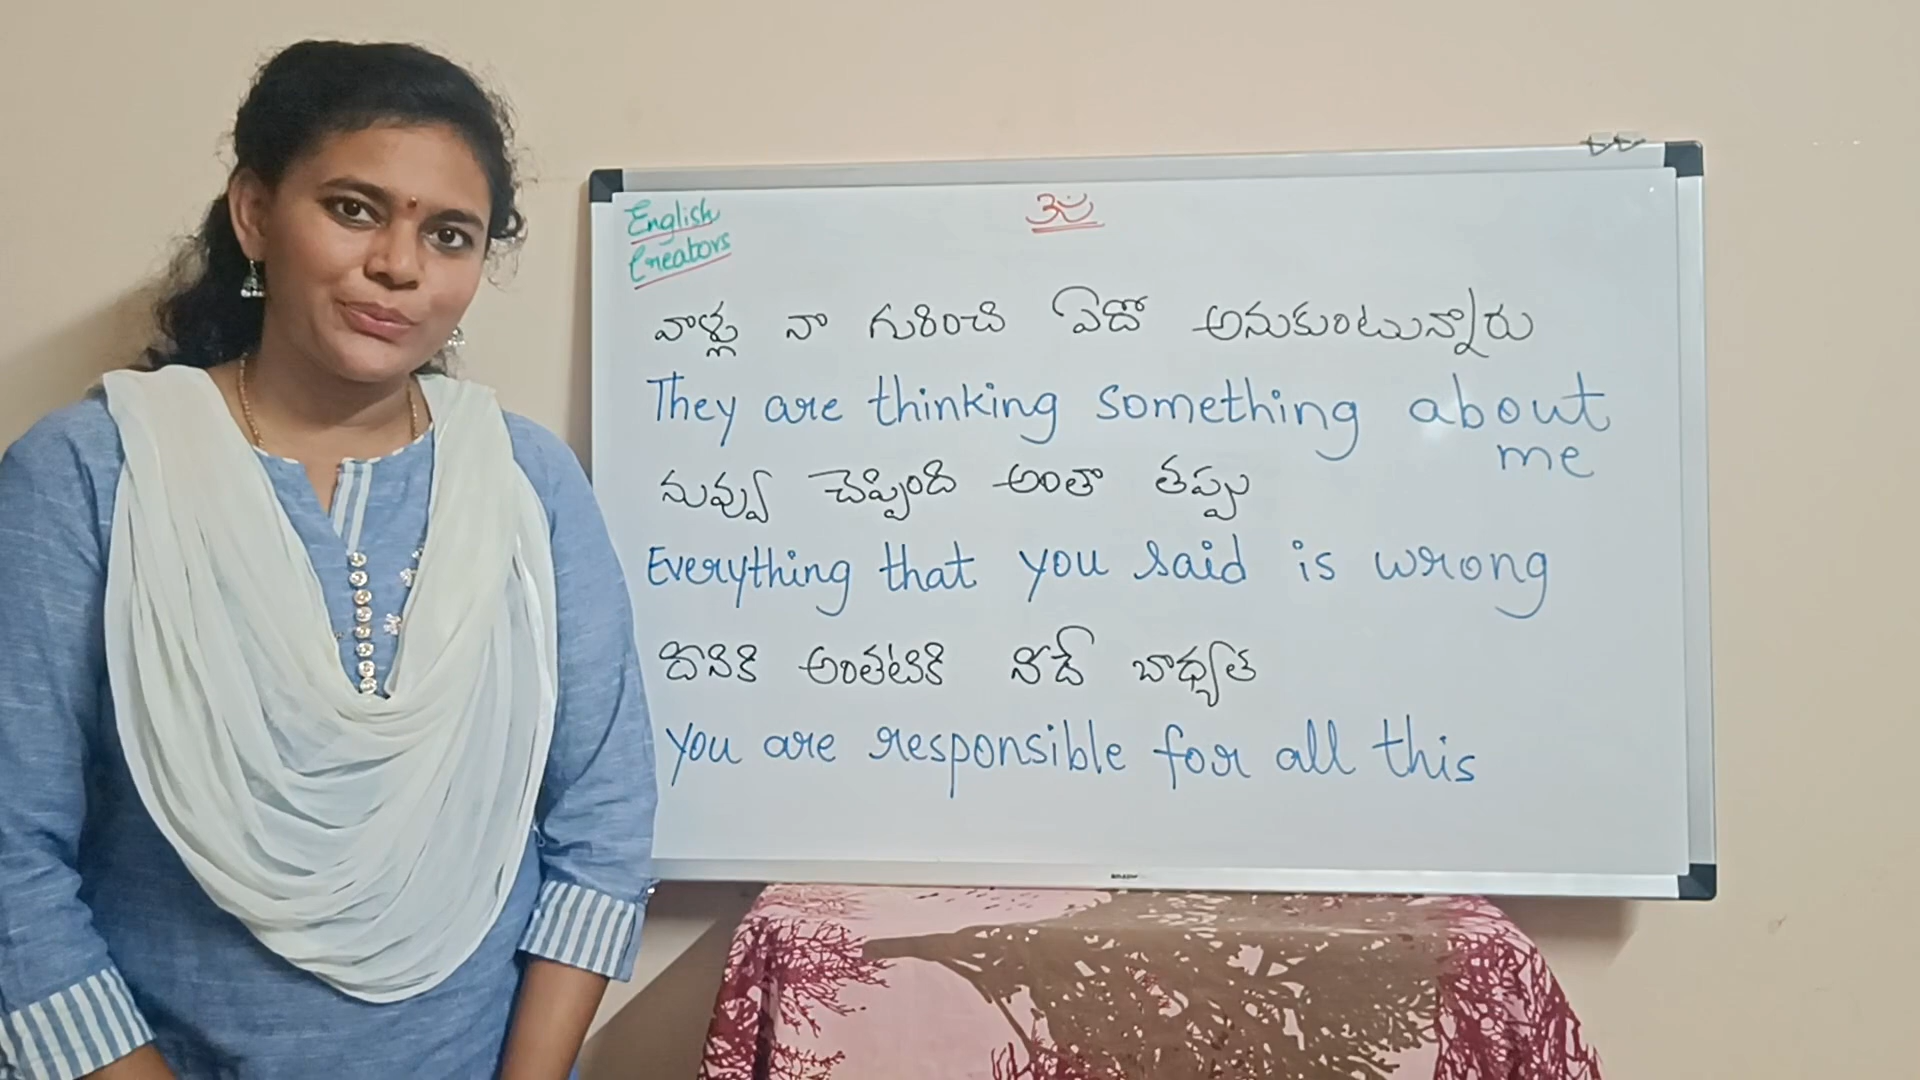 English
Creators
వాళ్ళు నా గురించి ఏదో అనుకుంటున్నారు
They are thinking something about
me
నువ్వు చెప్పింది అంతా తప్పు
Everything that you said is wrong
దీనికి అంతటికి నీదే బాధ్యత
You are responsible for all this